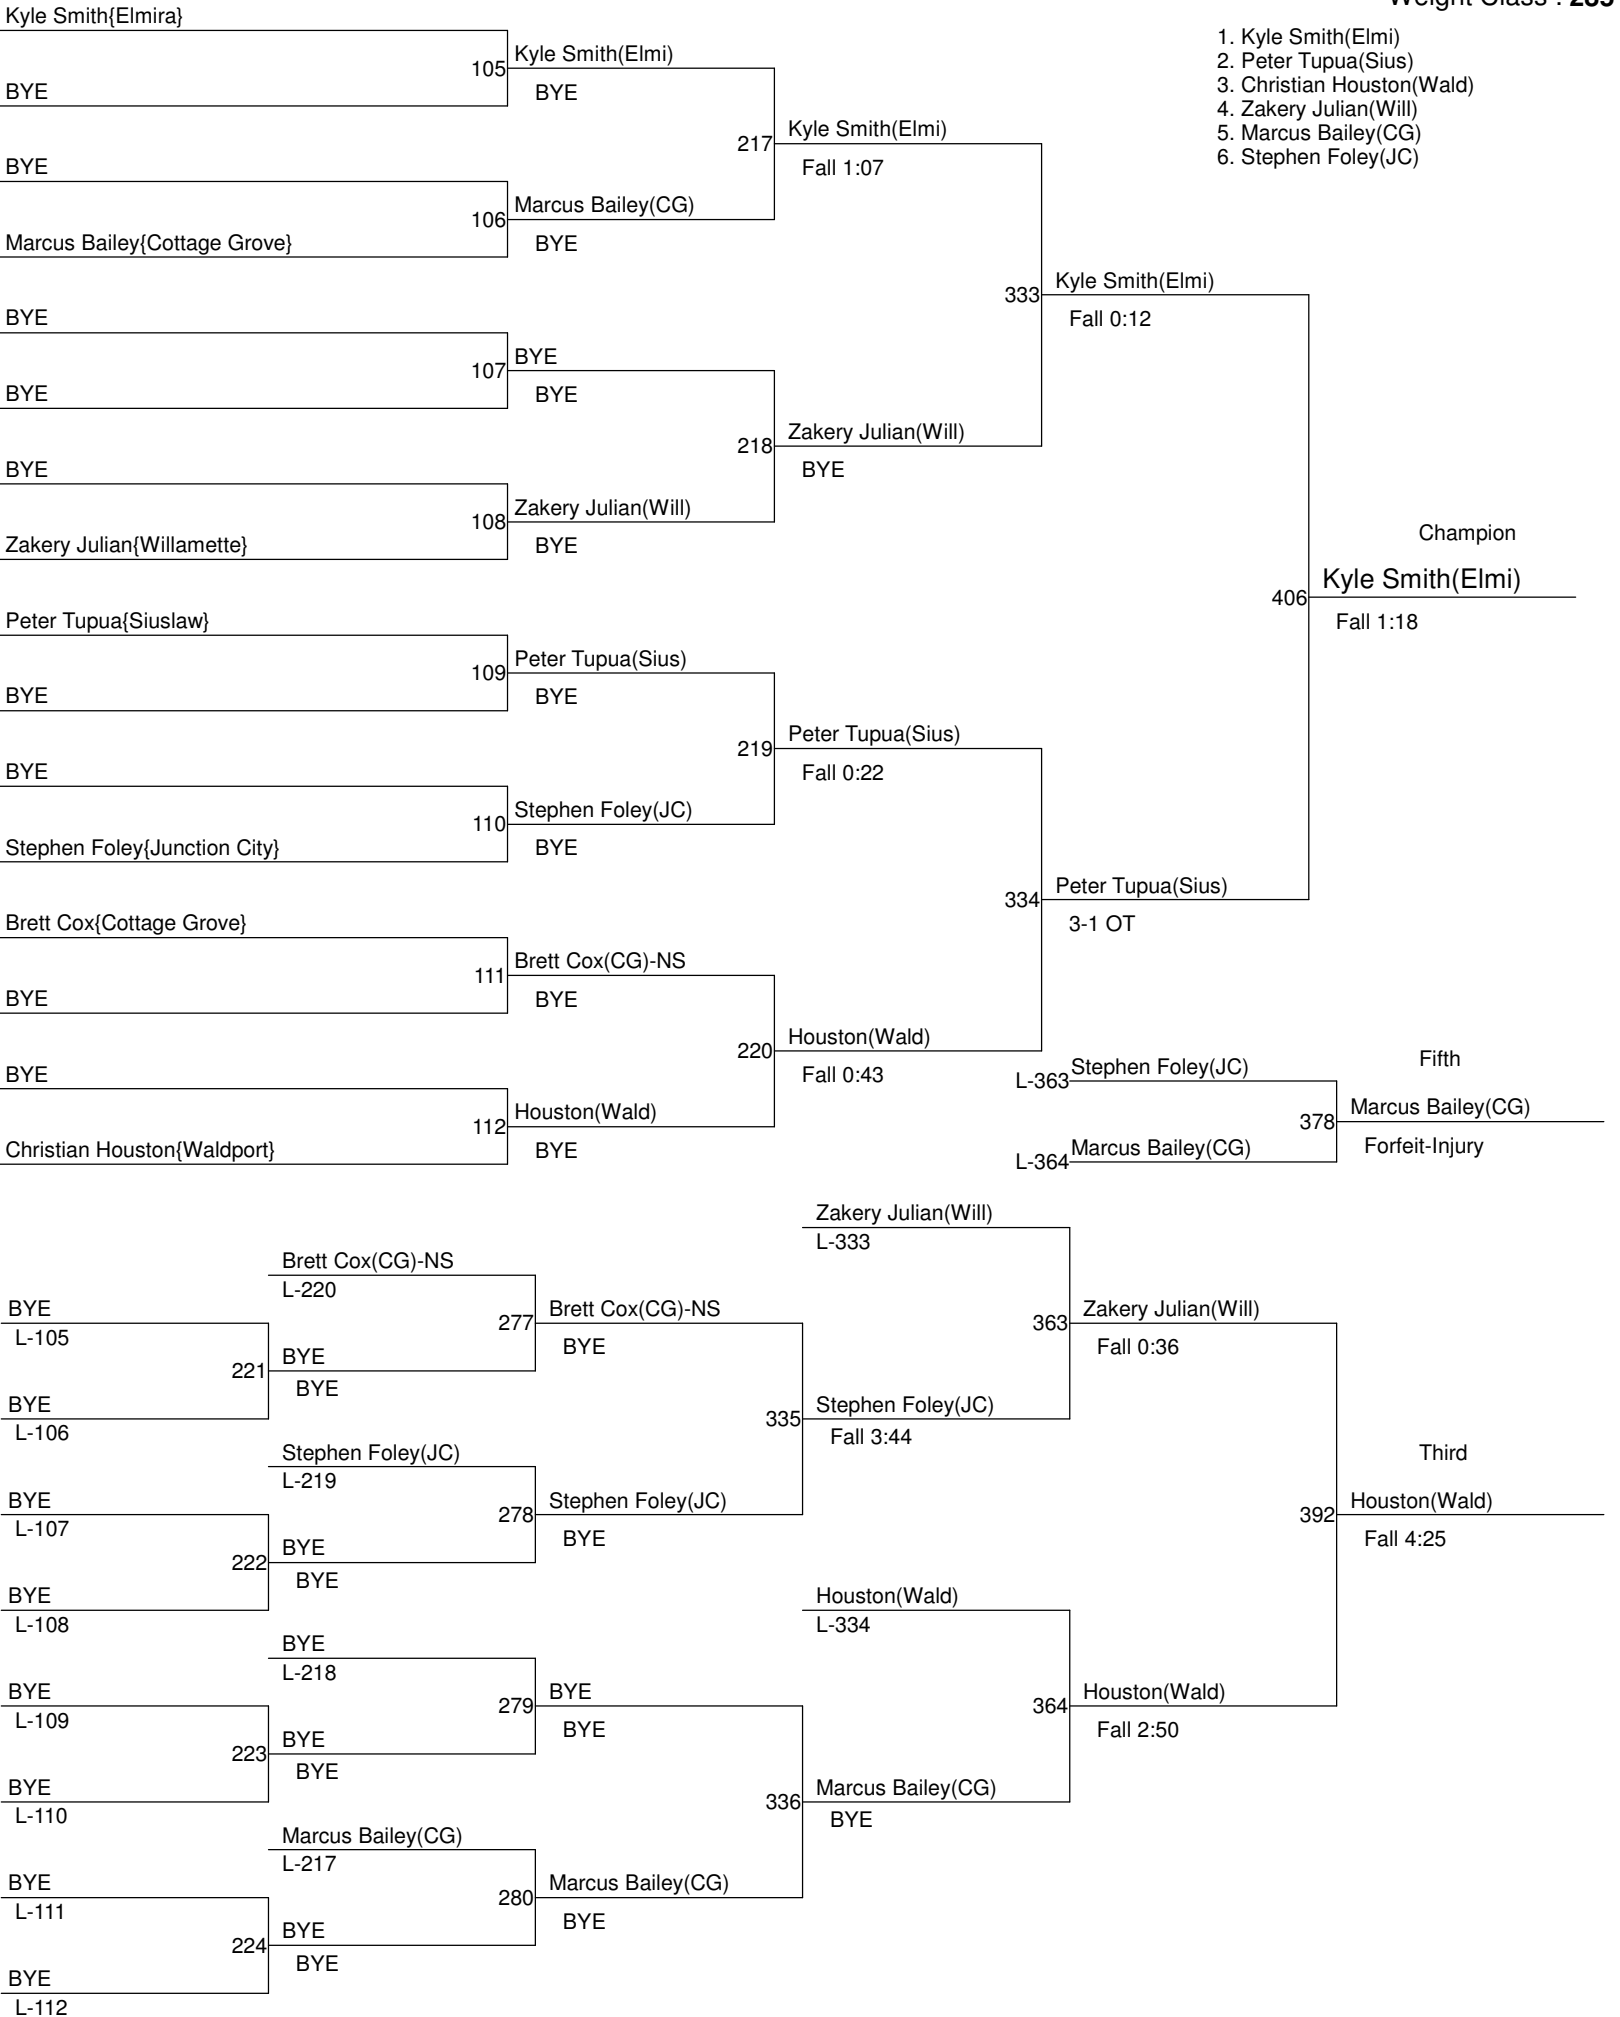 Kyle Smith{Elmira}
BYE
BYE
Marcus Bailey{Cottage Grove}
BYE
BYE
BYE
Zakery Julian{Willamette}
Peter Tupua{Siuslaw}
BYE
BYE
Stephen Foley{Junction City}
Brett Cox{Cottage Grove}
BYE
BYE
Christian Houston{Waldport}
105
Kyle Smith(Elmi)
BYE
106
Marcus Bailey(CG)
BYE
107
BYE
BYE
108
Zakery Julian(Will)
BYE
109
Peter Tupua(Sius)
BYE
110
Stephen Foley(JC)
BYE
111
Brett Cox(CG)-NS
BYE
112
Houston(Wald)
BYE
217
Kyle Smith(Elmi)
Fall 1:07
218
Zakery Julian(Will)
BYE
219
Peter Tupua(Sius)
Fall 0:22
220
Houston(Wald)
Fall 0:43
333
Kyle Smith(Elmi)
Fall 0:12
334
Peter Tupua(Sius)
3-1 OT
Champion
406
Kyle Smith(Elmi)
Fall 1:18
1. Kyle Smith(Elmi)
2. Peter Tupua(Sius)
3. Christian Houston(Wald)
4. Zakery Julian(Will)
5. Marcus Bailey(CG)
6. Stephen Foley(JC)
L-363
Stephen Foley(JC)
L-364
Marcus Bailey(CG)
Fifth
378
Marcus Bailey(CG)
Forfeit-Injury
BYE
L-105
BYE
L-106
BYE
L-107
BYE
L-108
BYE
L-109
BYE
L-110
BYE
L-111
BYE
L-112
Brett Cox(CG)-NS
L-220
221
BYE
BYE
Stephen Foley(JC)
L-219
222
BYE
BYE
BYE
L-218
223
BYE
BYE
Marcus Bailey(CG)
L-217
224
BYE
BYE
277
Brett Cox(CG)-NS
BYE
278
Stephen Foley(JC)
BYE
279
BYE
BYE
280
Marcus Bailey(CG)
BYE
Zakery Julian(Will)
L-333
335
Stephen Foley(JC)
Fall 3:44
Houston(Wald)
L-334
336
Marcus Bailey(CG)
BYE
363
Zakery Julian(Will)
Fall 0:36
364
Houston(Wald)
Fall 2:50
Third
392
Houston(Wald)
Fall 4:25